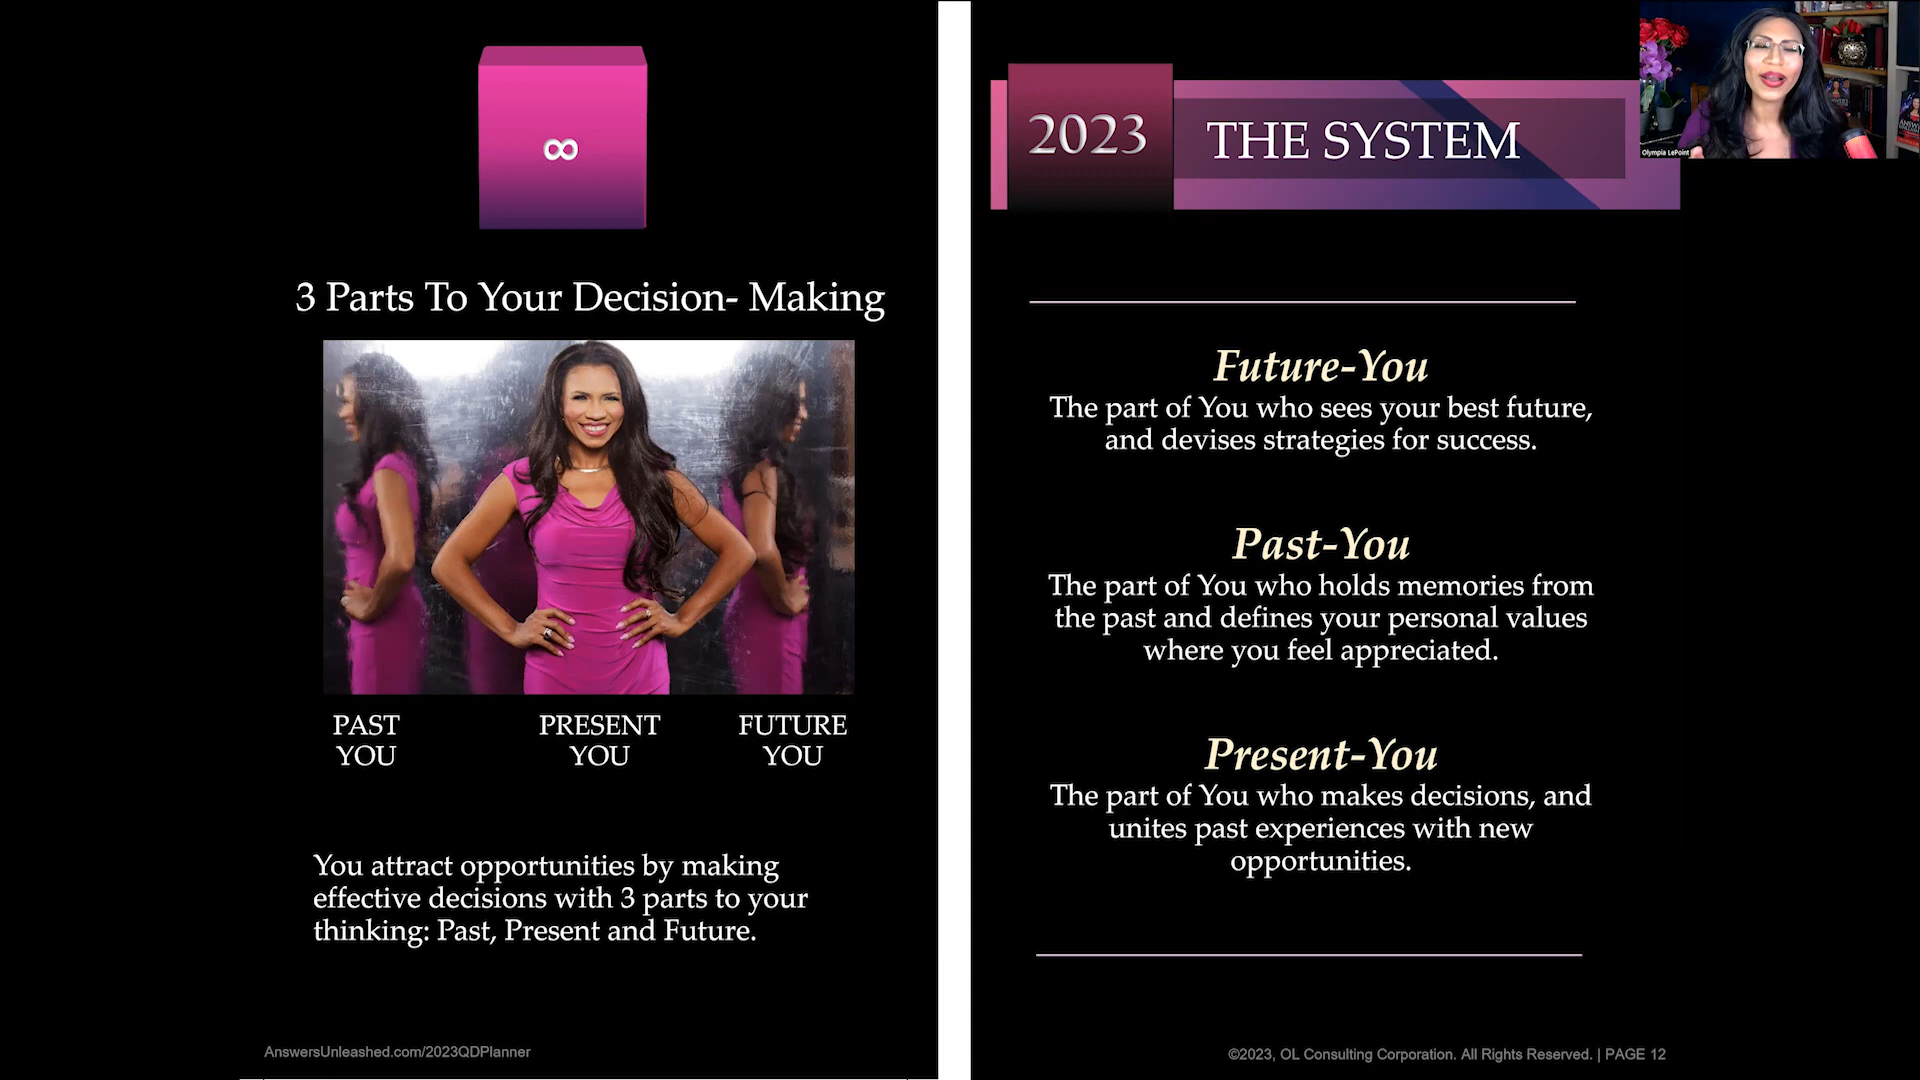 ∞
3 Parts To Your Decision- Making
PAST
YOU
PRESENT
YOU
FUTURE
YOU
You attract opportunities by making
effective decisions with 3 parts to your
thinking: Past, Present and Future.
AnswersUnleashed.com/2023QDPlanner
2023
THE SYSTEM
Future-You
The part of You who sees your best future,
and devises strategies for success.
Past-You
The part of You who holds memories from
the past and defines your personal values
where you feel appreciated.
Present-You
The part of You who makes decisions, and
unites past experiences with new
opportunities.
©2023, OL Consulting Corporation. All Rights Reserved. | PAGE 12
Olympia LePoint